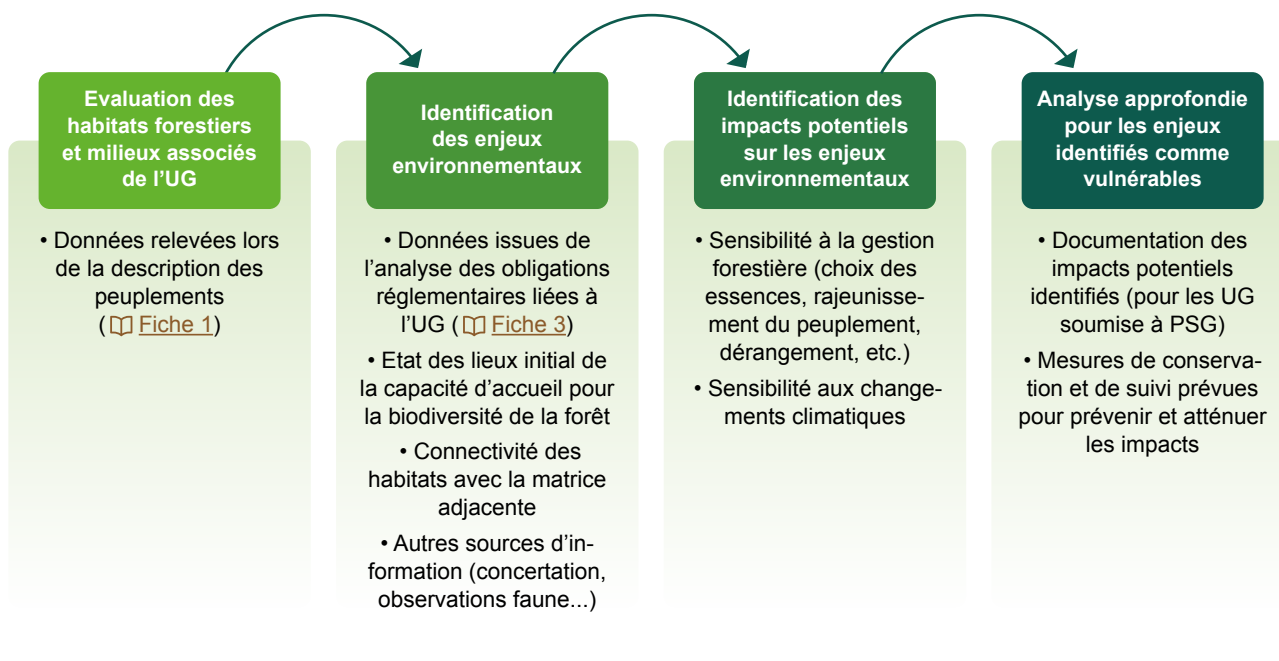 Evaluation des
habitats forestiers
et milieux associés
de l'UG
• Données relevées lors
de la description des
peuplements
( Fiche 1)
Identification
des enjeux
environnementaux
• Données issues de
l'analyse des obligations
réglementaires liées à
l'UG ( Fiche 3)
• Etat des lieux initial de
la capacité d'accueil pour
la biodiversité de la forêt
• Connectivité des
habitats avec la matrice
adjacente
• Autres sources d'in-
formation (concertation,
observations faune...)
Identification des
impacts potentiels
sur les enjeux
environnementaux
• Sensibilité à la gestion
forestière (choix des
essences, rajeunisse-
ment du peuplement,
dérangement, etc.)
• Sensibilité aux change-
ments climatiques
Analyse approfondie
pour les enjeux
identifiés comme
vulnérables
• Documentation des
impacts potentiels
identifiés (pour les UG
soumise à PSG)
• Mesures de conserva-
tion et de suivi prévues
pour prévenir et atténuer
les impacts